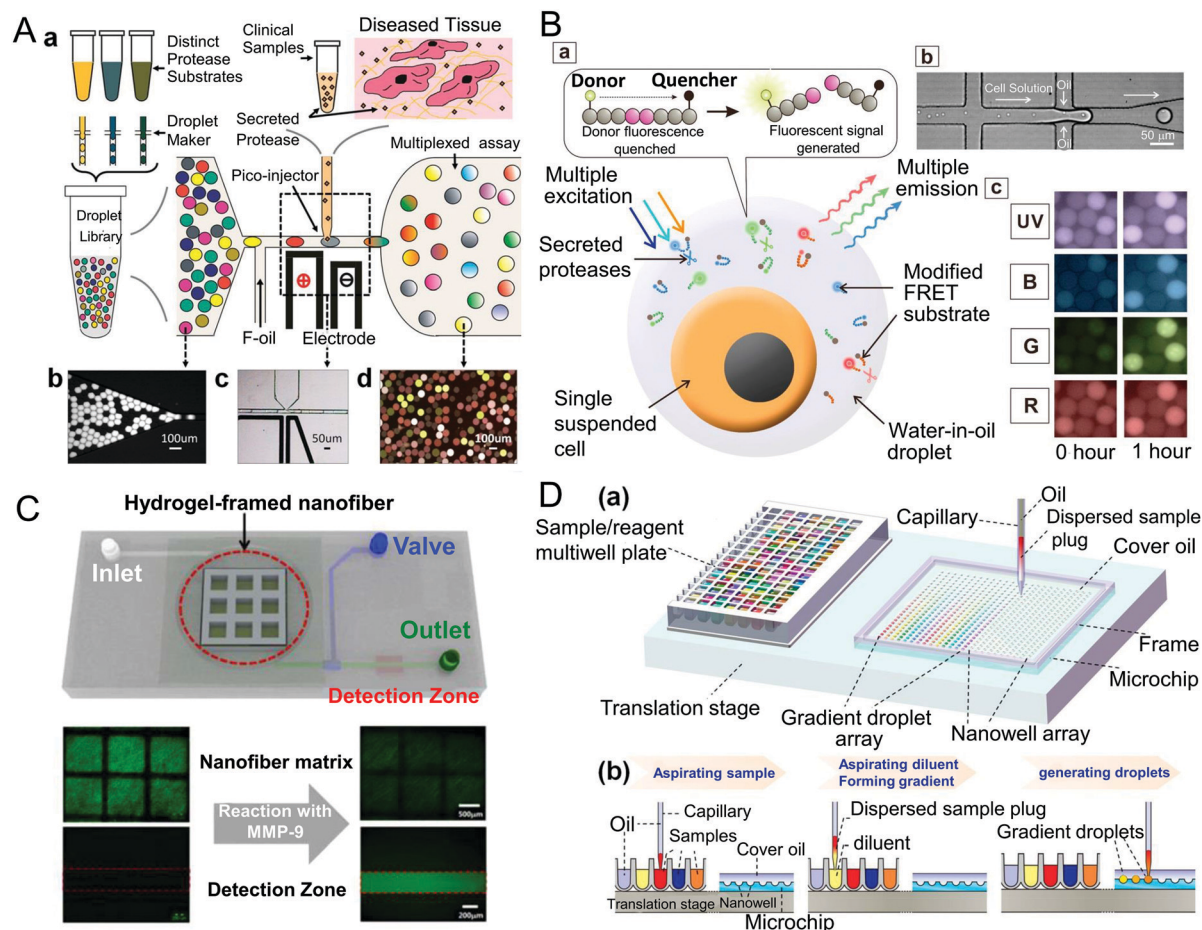 A
a
Distinct
Protease
Substrates
Droplet
Maker
Droplet
Library
Clinical
Samples
Diseased Tissue
Secreted
Protease
Pico-injector
Multiplexed assay
F-oil
Electrode
b
100um
c
50um
d
100um
B
a
Donor
Quencher
Donor fluorescence
quenched
Fluorescent signal
generated
b
Cell Solution
Oil
Oil
50 μm
Multiple
excitation
Multiple
emission
Secreted
proteases
Modified
FRET
substrate
Single
suspended
cell
Water-in-oil
droplet
c
UV
B
G
R
0 hour
1 hour
C
Hydrogel-framed nanofiber
Inlet
Valve
Outlet
Detection Zone
Nanofiber matrix
Reaction with
MMP-9
Detection Zone
500μm
200μm
D
(a)
Sample/reagent
multiwell plate
Capillary
Oil
Dispersed sample
plug
Cover oil
Frame
Microchip
Translation stage
Gradient droplet
array
Nanowell array
(b)
Aspirating sample
Aspirating diluent
Forming gradient
generating droplets
Oil
Capillary
Samples
Cover oil
Translation stage
Nanowell
Microchip
Dispersed sample plug
diluent
Gradient droplets